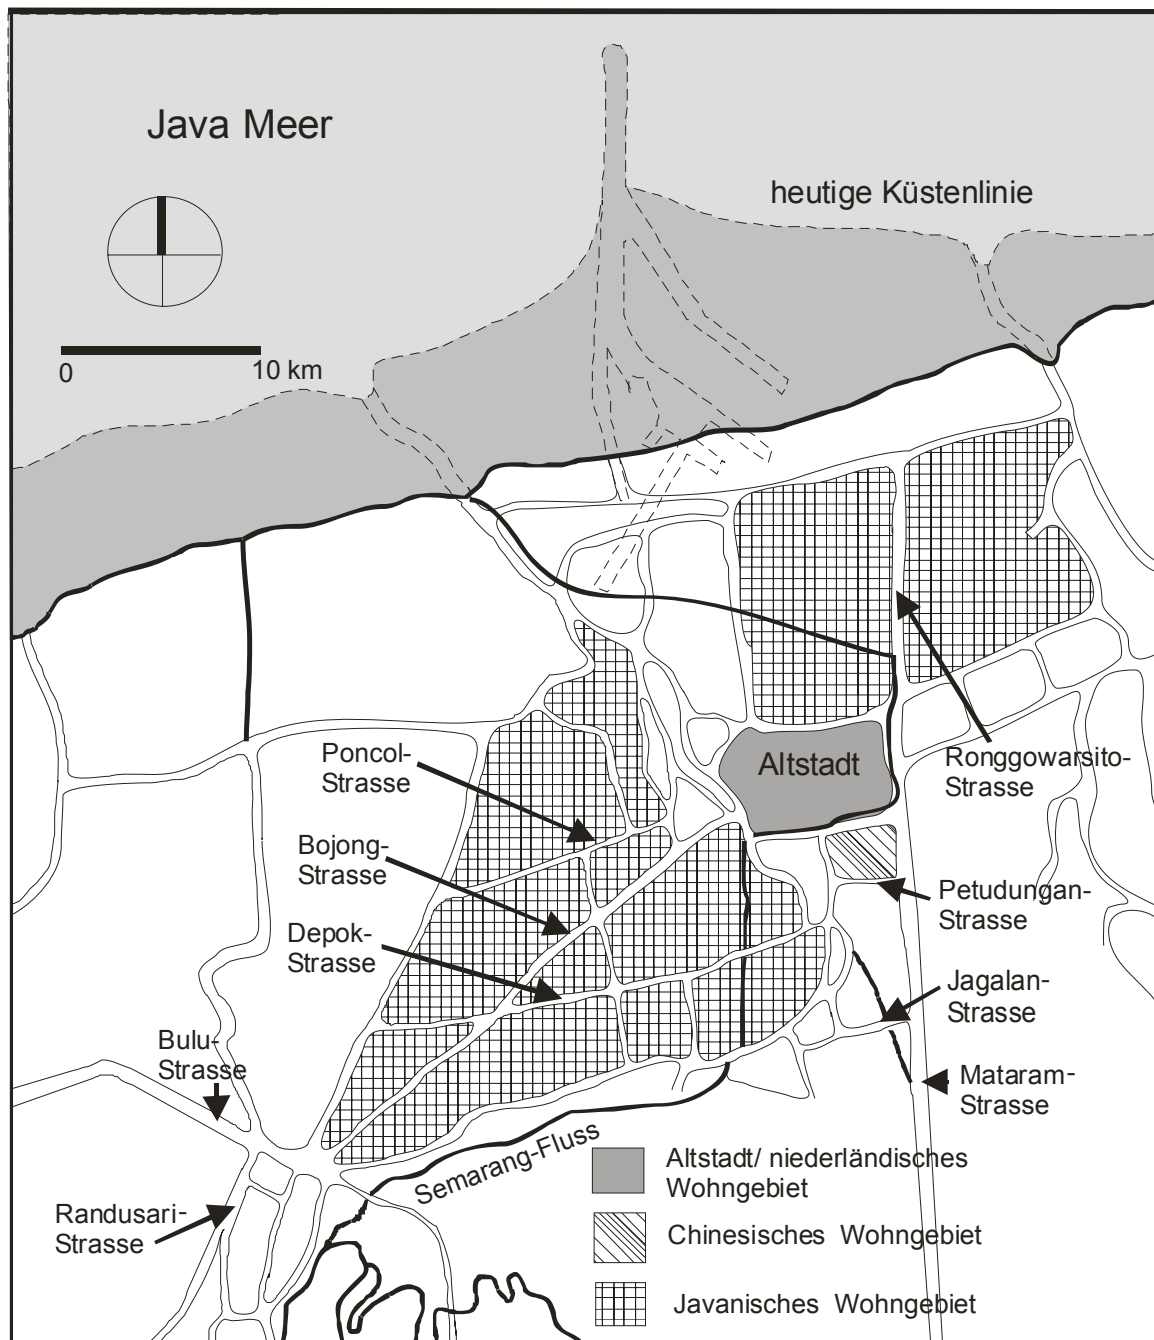 Java Meer
heutige Küstenlinie
0
10 km
Poncol-
Strasse
Altstadt
Ronggowarsito-
Strasse
Bojong-
Strasse
Petudungan-
Strasse
Depok-
Strasse
Jagalan-
Strasse
Bulu-
Strasse
Mataram-
Strasse
Semarang-Fluss
Randusari-
Strasse
Altstadt/ niederländisches
Wohngebiet
Chinesisches Wohngebiet
Javanisches Wohngebiet